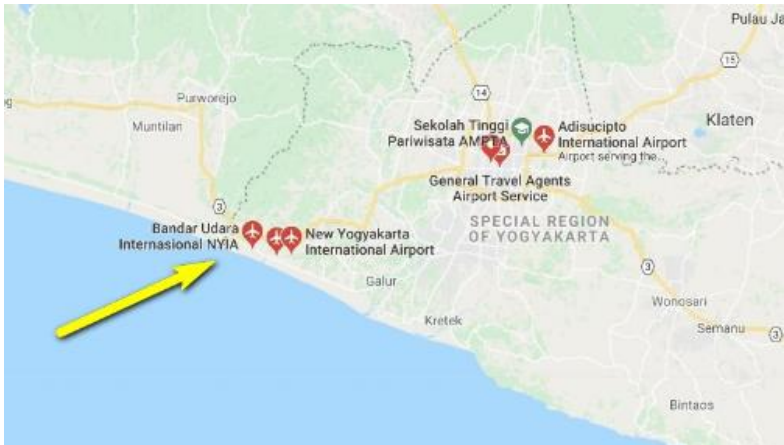 Pulau Ja
15
Purworejo
14
Muntilan
Klaten
Sekolah Tinggi
Pariwisata AMPTA
Adisucipto
International Airport
Airport serving the...
General Travel Agents
Airport Service
3
Bandar Udara
Internasional NYIA
New Yogyakarta
International Airport
SPECIAL REGION
OF YOGYAKARTA
3
Galur
Wonosari
Kretek
Semanu
3
Bintaos